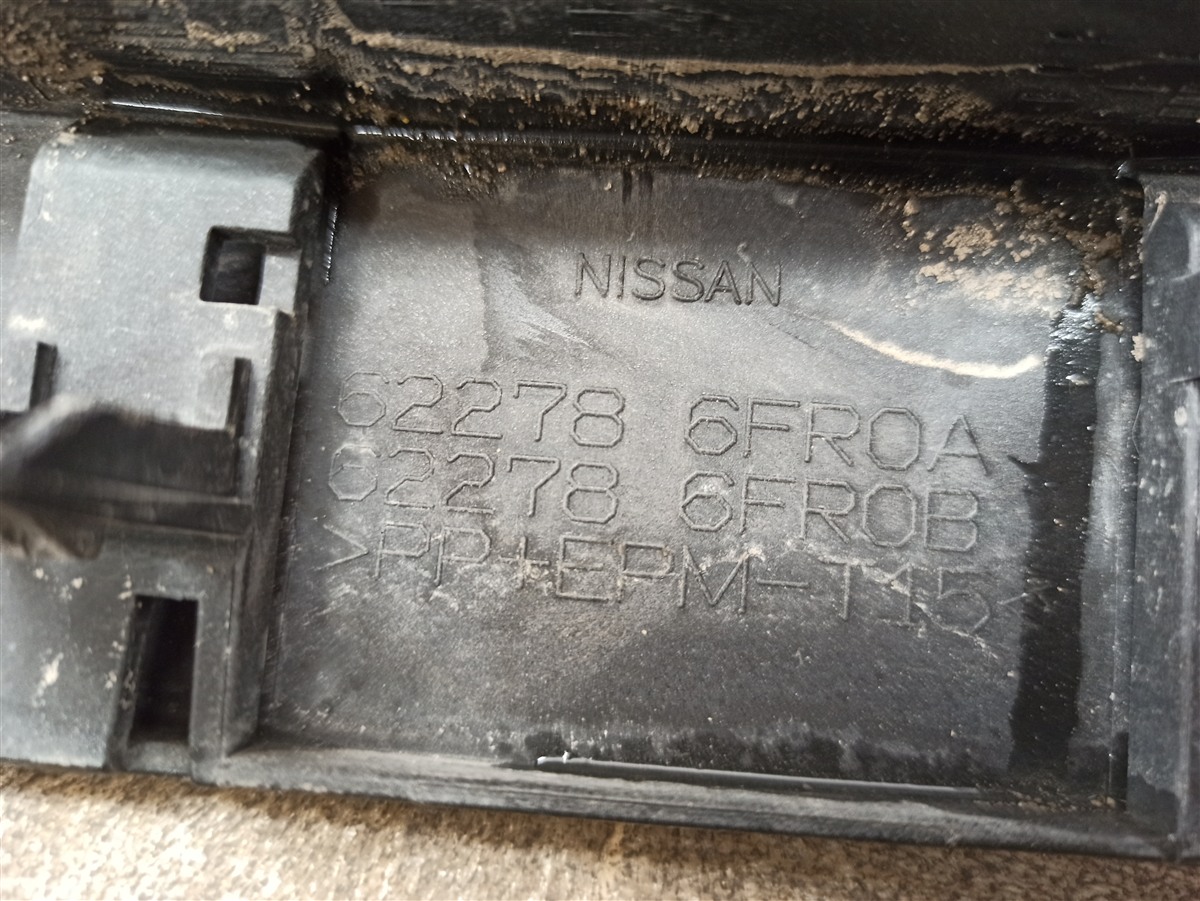 NISSAN
62278 6FR0A
62278 6FR0B
>PP+EPM-T15<